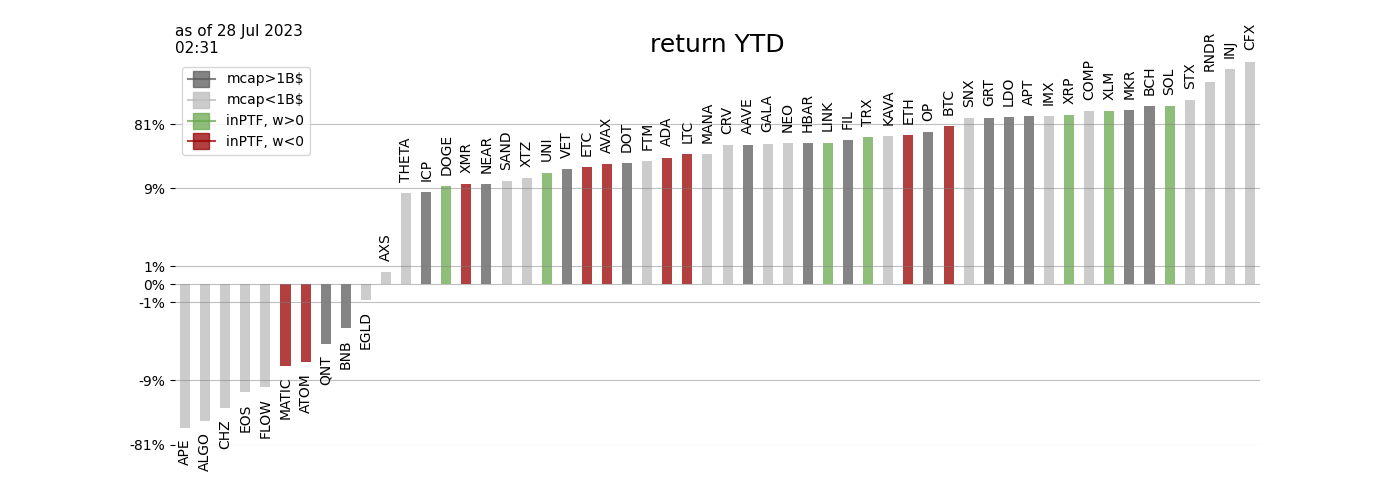 as of 28 Jul 2023
02:31
return YTD
mcap>1B$
mcap<1B$
inPTF, w>0
inPTF, w<0
81%
9%
1%
0%
-1%
-9%
-81%
APE
ALGO
CHZ
EOS
FLOW
MATIC
ATOM
QNT
BNB
EGLD
AXS
THETA
ICP
DOGE
XMR
NEAR
SAND
XTZ
UNI
VET
ETC
AVAX
DOT
FTM
ADA
LTC
MANA
CRV
AAVE
GALA
NEO
HBAR
LINK
FIL
TRX
KAVA
ETH
OP
BTC
SNX
GRT
LDO
APT
IMX
XRP
COMP
XLM
MKR
BCH
SOL
STX
RNDR
INJ
CFX